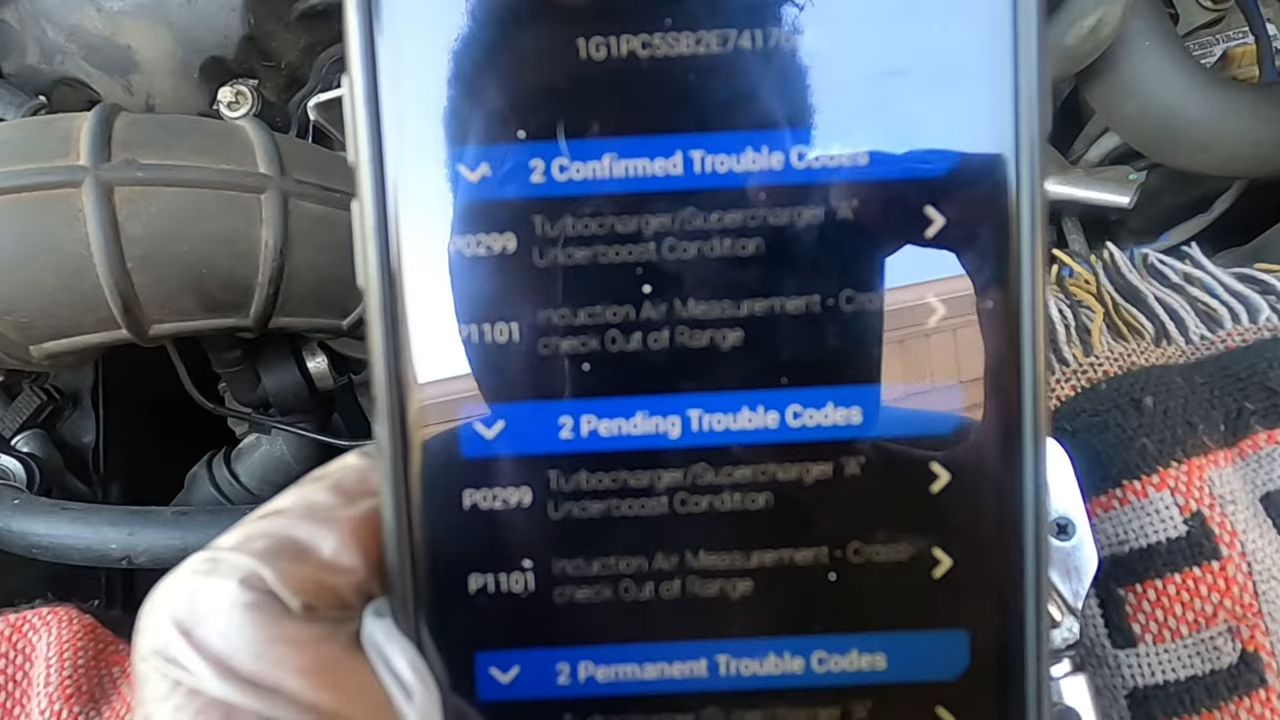 2 Confirmed Trouble Codes
P0299
Turbocharger/Supercharger "A"
Underboost Condition
P1101
Induction Air Measurement - Cross
check Out of Range
2 Pending Trouble Codes
P0299
Turbocharger/Supercharger "A"
Underboost Condition
P1101
Induction Air Measurement - Cross-
check Out of Range
2 Permanent Trouble Codes